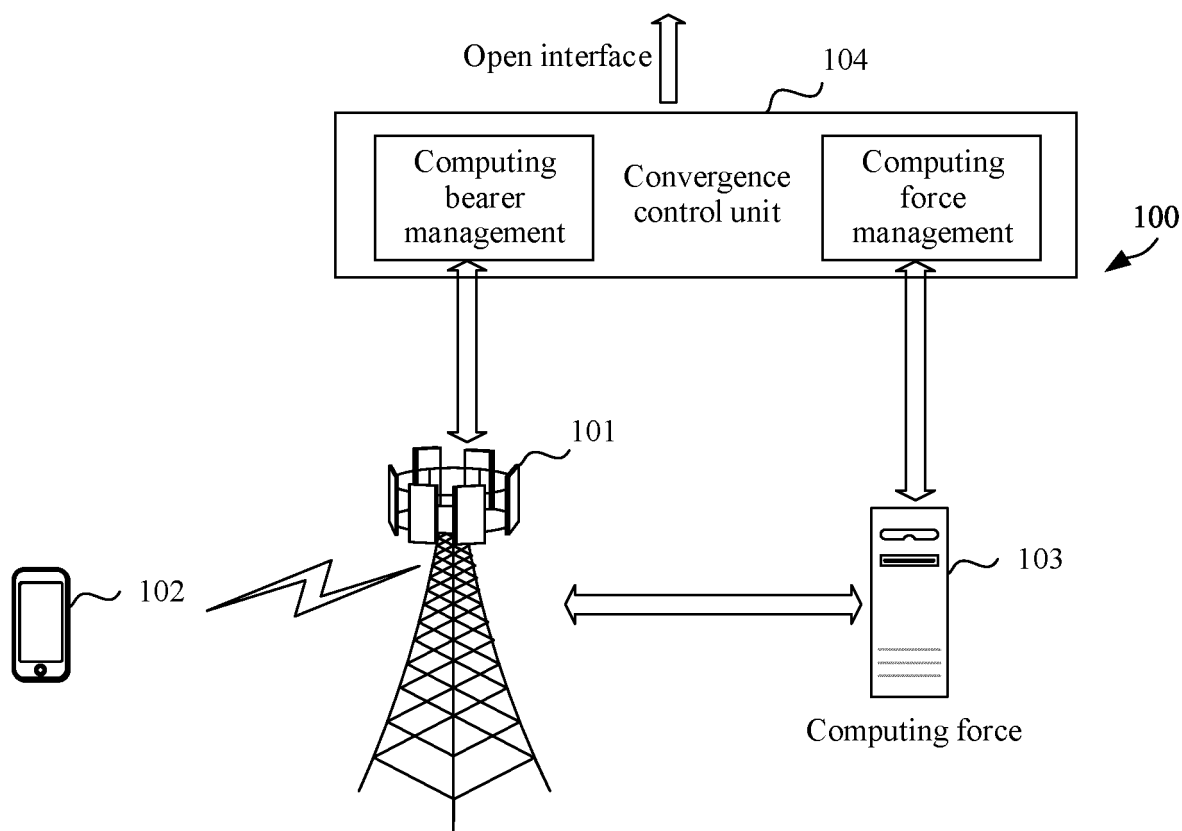 Open interface
104
Computing
bearer
management
Convergence
control unit
Computing
force
management
100
101
102
103
Computing force